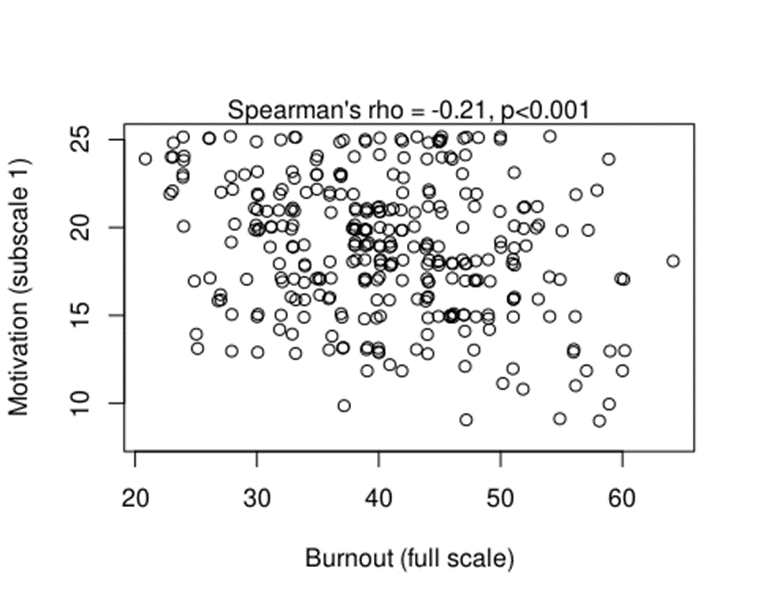 Spearman's rho = -0.21, p<0.001
25
20
15
10
Motivation (subscale 1)
20 30 40 50 60
Burnout (full scale)